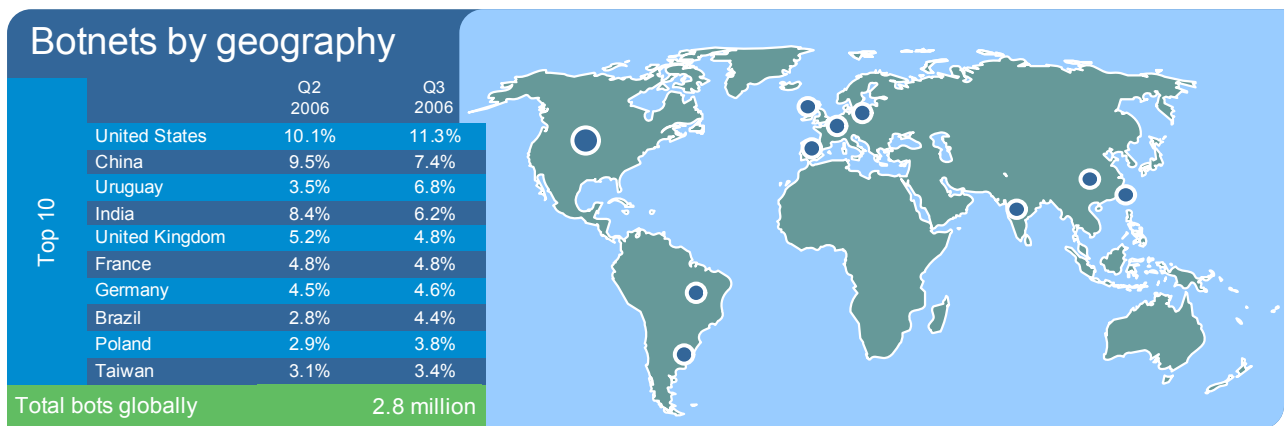 Botnets by geography
Q2 Q3
2006 2006
Top 10
United States 10.1% 11.3%
China 9.5% 7.4%
Uruguay 3.5% 6.8%
India 8.4% 6.2%
United Kingdom 5.2% 4.8%
France 4.8% 4.8%
Germany 4.5% 4.6%
Brazil 2.8% 4.4%
Poland 2.9% 3.8%
Taiwan 3.1% 3.4%
Total bots globally 2.8 million